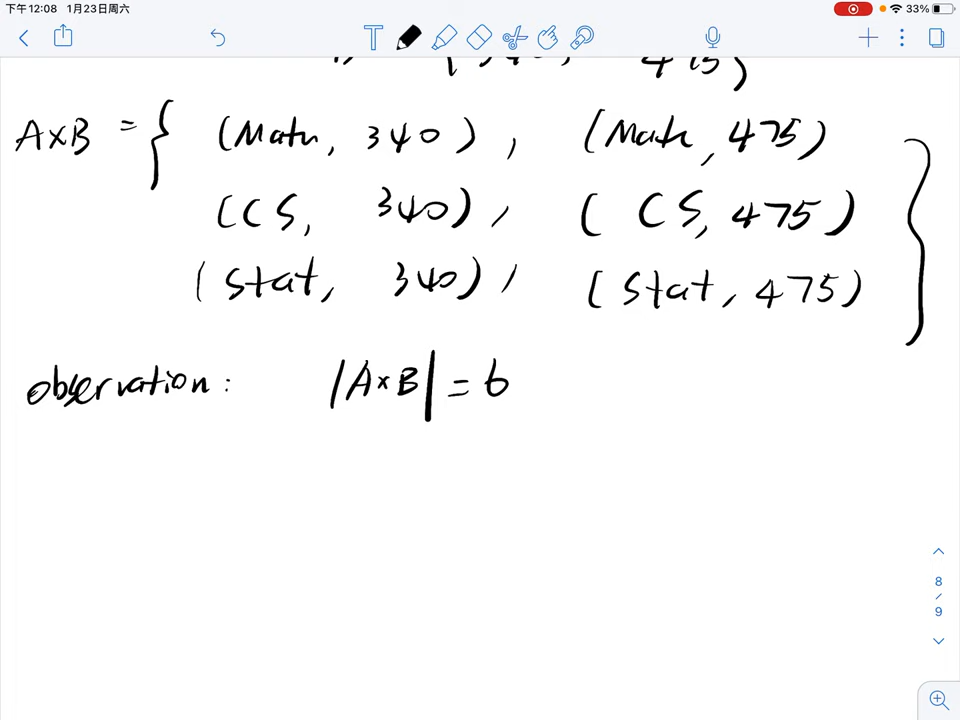 下午12:08 1月23日周六 33%
A×B = { (Math, 340), (Math, 475)
(CS, 340), (CS, 475)
(Stat, 340), (Stat, 475) }
observation: |A×B| = 6
8
/
9